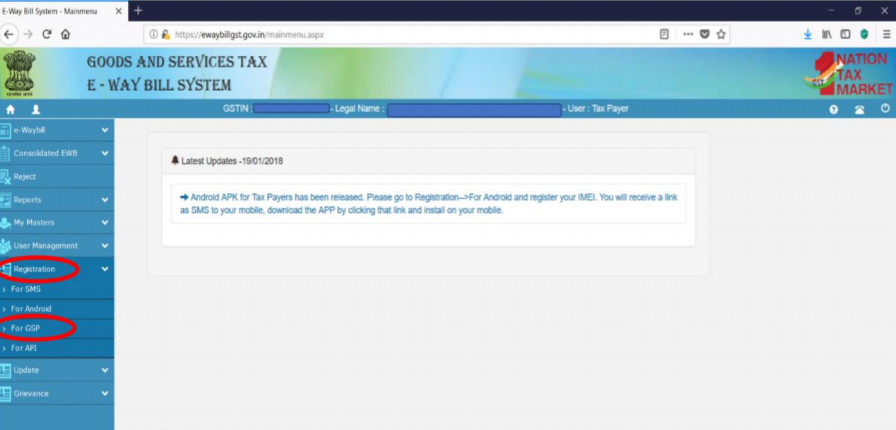 E-Way Bill System - Mainmenu
https://ewaybillgst.gov.in/mainmenu.aspx
GOODS AND SERVICES TAX
E - WAY BILL SYSTEM
NATION
TAX
MARKET
GST
GSTIN : - Legal Name : - User : Tax Payer
e-Waybill
Consolidated EWB
Reject
Reports
My Masters
User Management
Registration
For SMS
For Android
For GSP
For API
Update
Grievance
Latest Updates -19/01/2018
Android APK for Tax Payers has been released. Please go to Registration-->For Android and register your IMEI. You will receive a link
as SMS to your mobile, download the APP by clicking that link and install on your mobile.